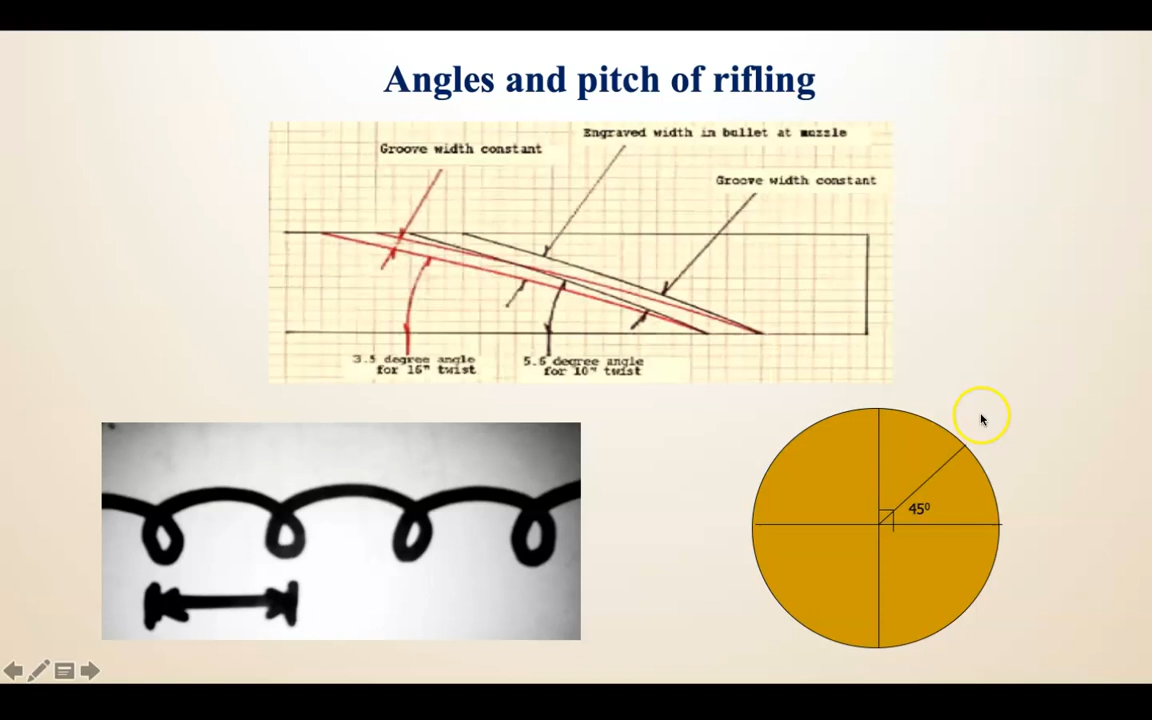 Angles and pitch of rifling
Engraved width in bullet at muzzle
Groove width constant
Groove width constant
3.5 degree angle
for 16" twist
5.6 degree angle
for 10" twist
45⁰